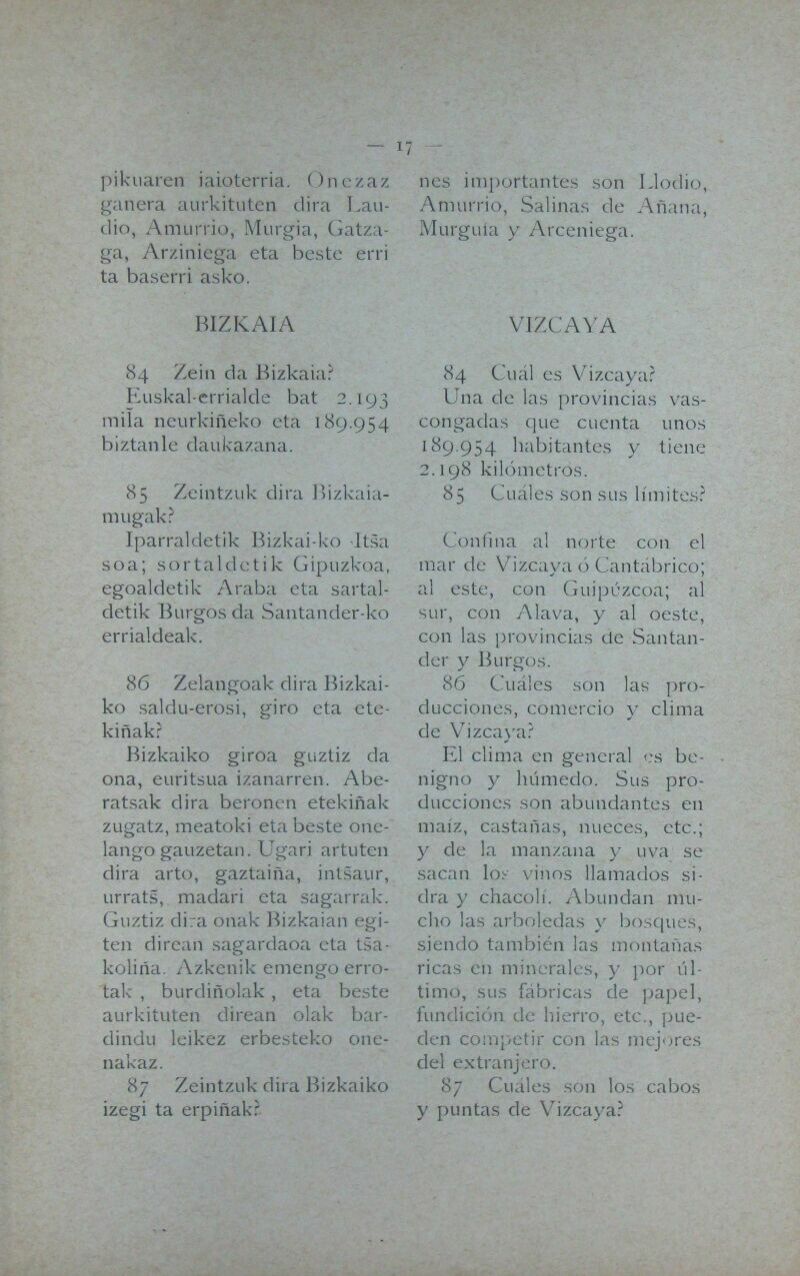 — 17 —
pikuaren iaioterria. Onezaz
ganera aurkituten dira Lau-
dio, Amurrio, Murgia, Gatza-
ga, Arziniega eta beste erri
ta baserri asko.
BIZKAIA
84 Zein da Bizkaia?
Euskal-errialde bat 2.193
mila neurkiñeko eta 189.954
biztanle daukazana.
85 Zeintzuk dira Bizkaia-
mugak?
Iparraldetik Bizkai-ko Itŝa
soa; sortaldetik Gipuzkoa,
egoaldetik Araba eta sartal-
detik Burgos da Santander-ko
errialdeak.
86 Zelangoak dira Bizkai-
ko saldu-erosi, giro eta ete-
kiñak?
Bizkaiko giroa guztiz da
ona, euritsua izanarren. Abe-
ratsak dira beronen etekiñak
zugatz, meatoki eta beste one-
lango gauzetan. Ugari artuten
dira arto, gaztaiña, intŝaur,
urratŝ, madari eta sagarrak.
Guztiz dira onak Bizkaian egi-
ten direan sagardaoa eta tŝa-
koliña. Azkenik emengo erro-
tak, burdiñolak, eta beste
aurkituten direan olak bar-
dindu leikez erbesteko one-
nakaz.
87 Zeintzuk dira Bizkaiko
izegi ta erpiñak?
nes importantes son Llodio,
Amurrio, Salinas de Añana,
Murguía y Arceniega.
VIZCAYA
84 Cuál es Vizcaya?
Una de las provincias vas-
congadas que cuenta unos
189.954 habitantes y tiene
2.198 kilómetros.
85 Cuáles son sus límites?
Confina al norte con el
mar de Vizcaya ó Cantábrico;
al este, con Guipúzcoa; al
sur, con Alava, y al oeste,
con las provincias de Santan-
der y Burgos.
86 Cuáles son las pro-
ducciones, comercio y clima
de Vizcaya?
El clima en general es be-
nigno y húmedo. Sus pro-
ducciones son abundantes en
maíz, castañas, nueces, etc.;
y de la manzana y uva se
sacan los vinos llamados si-
dra y chacolí. Abundan mu-
cho las arboledas y bosques,
siendo también las montañas
ricas en minerales, y por úl-
timo, sus fábricas de papel,
fundición de hierro, etc., pue-
den competir con las mejores
del extranjero.
87 Cuáles son los cabos
y puntas de Vizcaya?